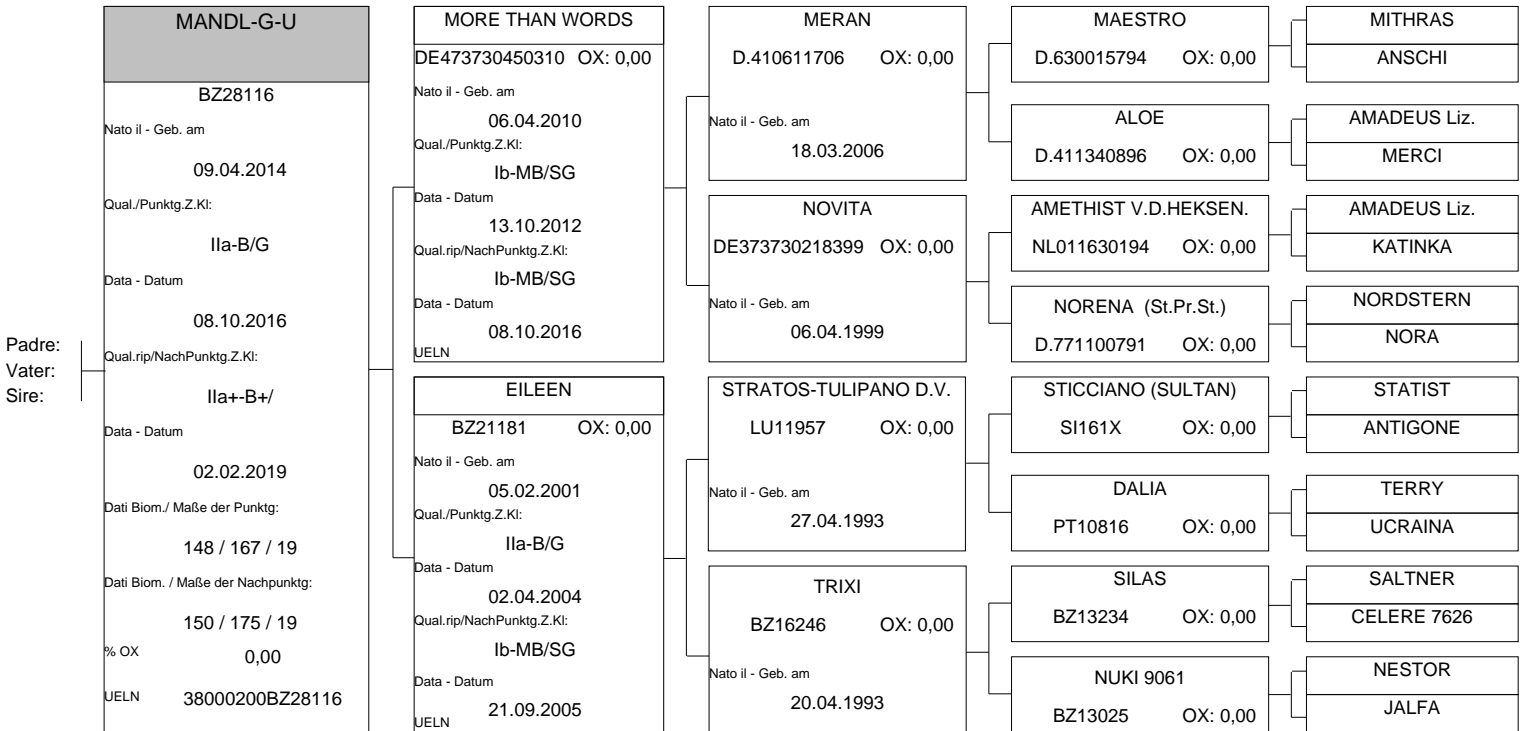 Padre:
Vater:
Sire:
MANDL-G-U
BZ28116
Nato il - Geb. am
09.04.2014
Qual./Punktg.Z.Kl:
IIa-B/G
Data - Datum
08.10.2016
Qual.rip/NachPunktg.Z.Kl:
IIa+-B+/
Data - Datum
02.02.2019
Dati Biom./ Maße der Punktg:
148 / 167 / 19
Dati Biom. / Maße der Nachpunktg:
150 / 175 / 19
% OX 0,00
UELN 38000200BZ28116
MORE THAN WORDS
DE473730450310 OX: 0,00
Nato il - Geb. am
06.04.2010
Qual./Punktg.Z.Kl:
Ib-MB/SG
Data - Datum
13.10.2012
Qual.rip/NachPunktg.Z.Kl:
Ib-MB/SG
Data - Datum
08.10.2016
UELN
EILEEN
BZ21181 OX: 0,00
Nato il - Geb. am
05.02.2001
Qual./Punktg.Z.Kl:
IIa-B/G
Data - Datum
02.04.2004
Qual.rip/NachPunktg.Z.Kl:
Ib-MB/SG
Data - Datum
21.09.2005
UELN
MERAN
D.410611706 OX: 0,00
Nato il - Geb. am
18.03.2006
NOVITA
DE373730218399 OX: 0,00
Nato il - Geb. am
06.04.1999
STRATOS-TULIPANO D.V.
LU11957 OX: 0,00
Nato il - Geb. am
27.04.1993
TRIXI
BZ16246 OX: 0,00
Nato il - Geb. am
20.04.1993
MAESTRO
D.630015794 OX: 0,00
ALOE
D.411340896 OX: 0,00
AMETHIST V.D.HEKSEN.
NL011630194 OX: 0,00
NORENA (St.Pr.St.)
D.771100791 OX: 0,00
STICCIANO (SULTAN)
SI161X OX: 0,00
DALIA
PT10816 OX: 0,00
SILAS
BZ13234 OX: 0,00
NUKI 9061
BZ13025 OX: 0,00
MITHRAS
ANSCHI
AMADEUS Liz.
MERCI
AMADEUS Liz.
KATINKA
NORDSTERN
NORA
STATIST
ANTIGONE
TERRY
UCRAINA
SALTNER
CELERE 7626
NESTOR
JALFA